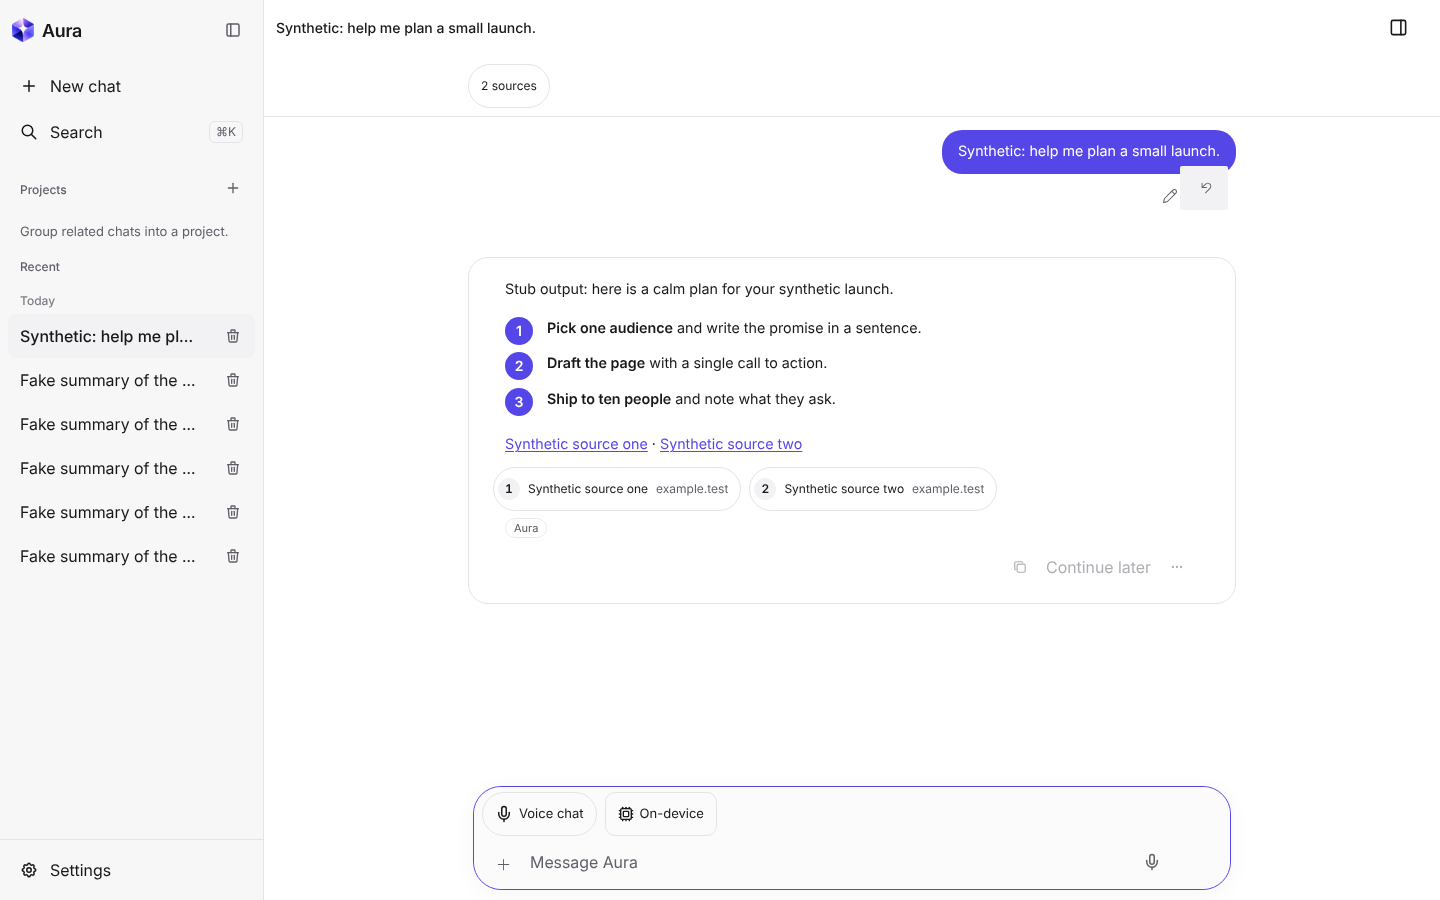 Aura
New chat
Search ⌘K
Projects
Group related chats into a project.
Recent
Today
Synthetic: help me pl...
Fake summary of the ...
Fake summary of the ...
Fake summary of the ...
Fake summary of the ...
Fake summary of the ...
Settings
Synthetic: help me plan a small launch.
2 sources
Synthetic: help me plan a small launch.
Stub output: here is a calm plan for your synthetic launch.
1 Pick one audience and write the promise in a sentence.
2 Draft the page with a single call to action.
3 Ship to ten people and note what they ask.
Synthetic source one · Synthetic source two
1 Synthetic source one example.test 2 Synthetic source two example.test
Aura
Continue later
Voice chat On-device
Message Aura